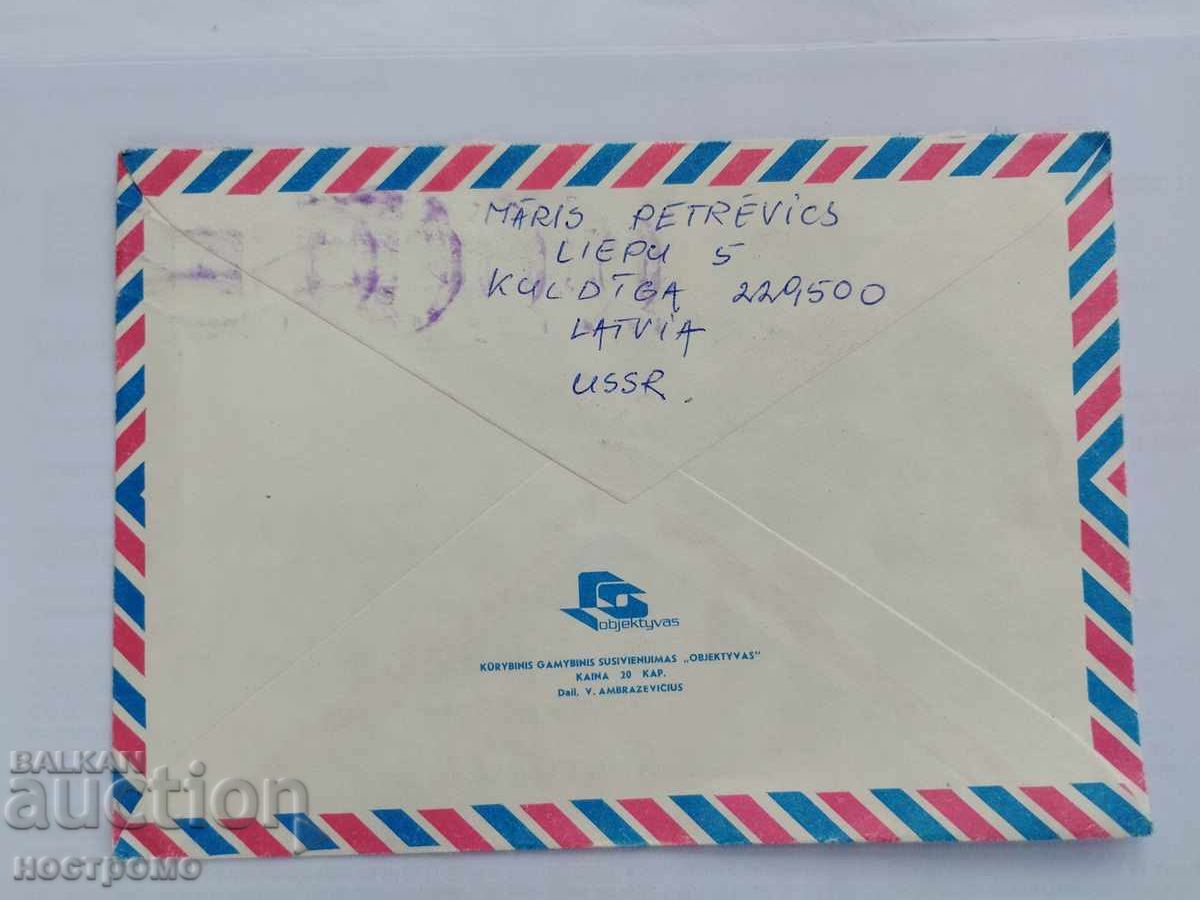 MĀRIS PETRĒVICS
LIEPU 5
KULDĪGA 229500
LATVIA
USSR
objektyvas
KŪRYBINIS GAMYBINIS SUSIVIENIJIMAS „OBJEKTYVAS"
KAINA 20 KAP.
Dail. V. AMBRAZEVIČIUS
BALKAN
auction
ностромо